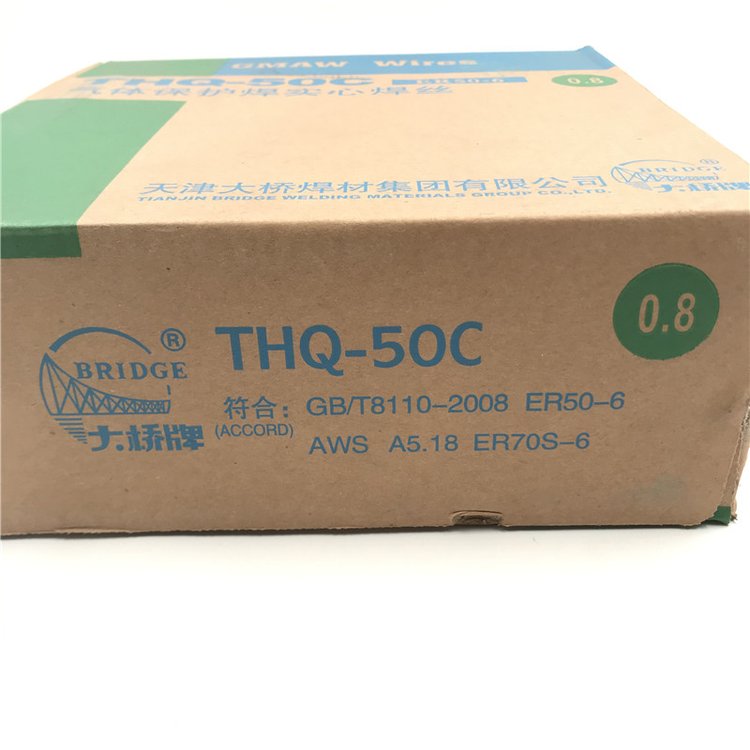 GMAW Wires
THQ-50C ER50-6
0.8
气体保护焊实心焊丝
天津大桥焊材集团有限公司
TIANJIN BRIDGE WELDING MATERIALS GROUP CO.,LTD.
BRIDGE ®
大桥牌
BRIDGE ®
大桥牌
THQ-50C
0.8
符合: GB/T8110-2008 ER50-6
(ACCORD)
AWS A5.18 ER70S-6